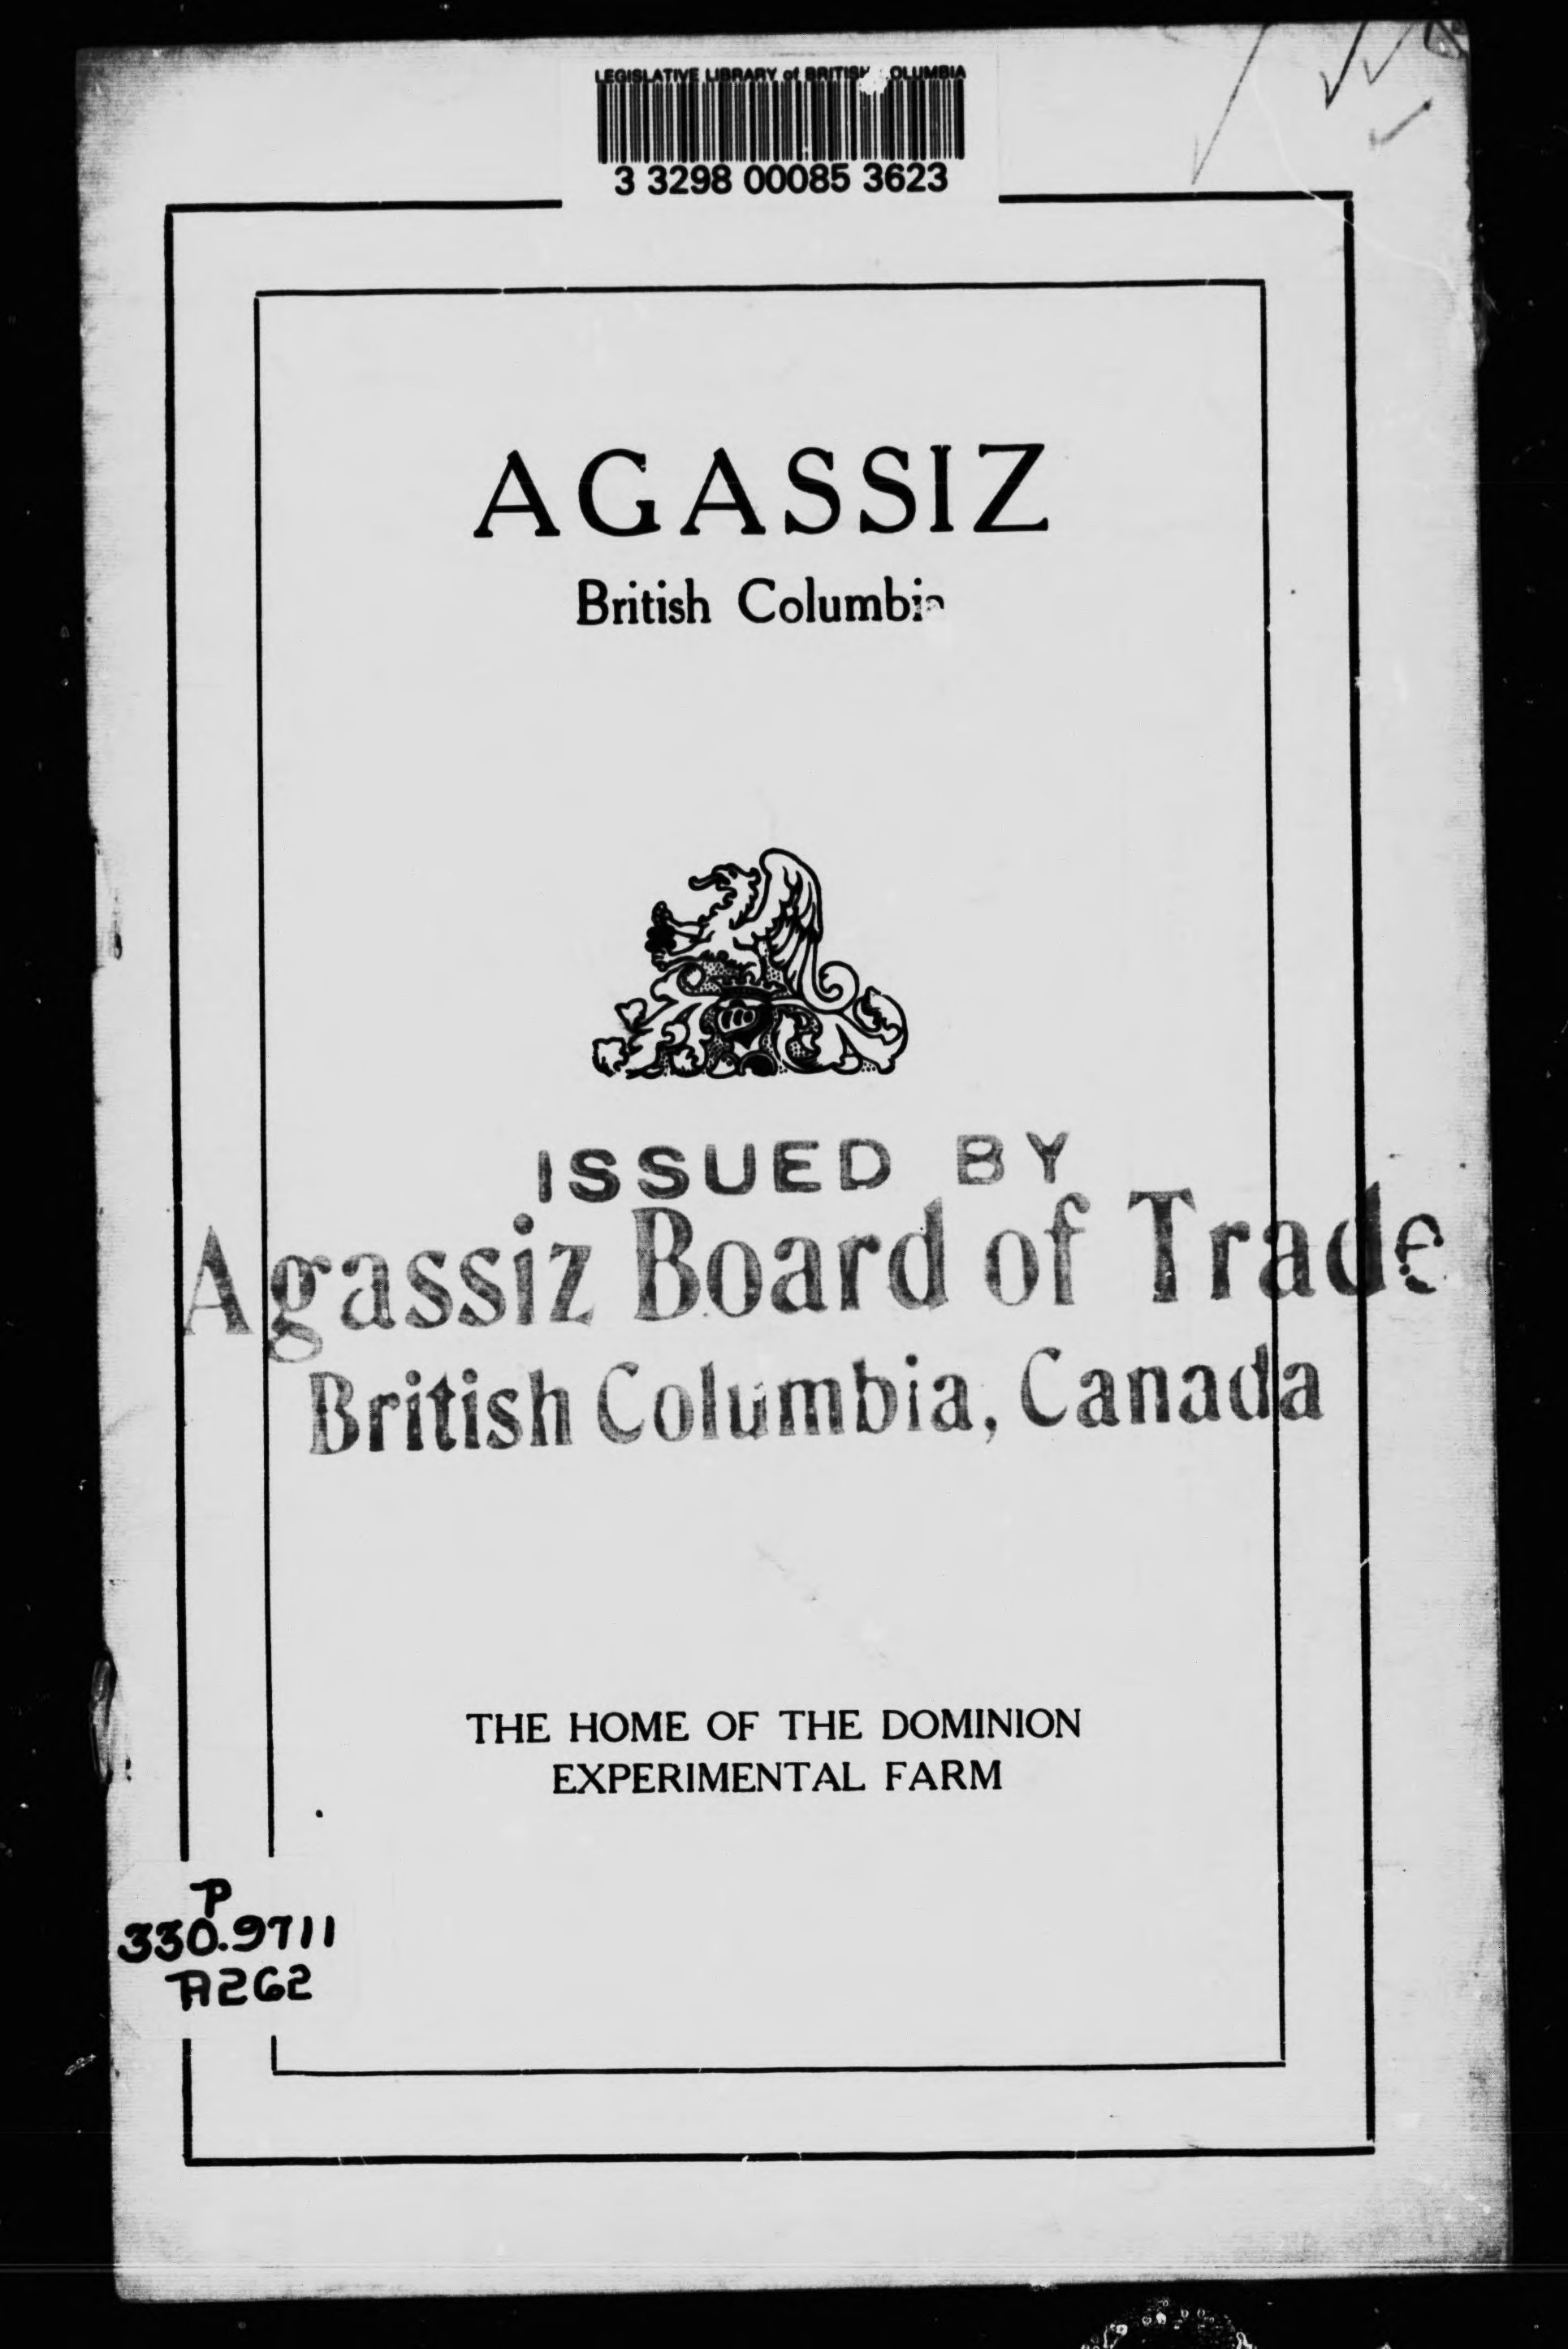 LEGISLATIVE LIBRARY of BRITISH COLUMBIA
3 3298 00085 3623
AGASSIZ
British Columbia
ISSUED BY
Agassiz Board of Trade
British Columbia, Canada
THE HOME OF THE DOMINION
EXPERIMENTAL FARM
P
330.9711
A262